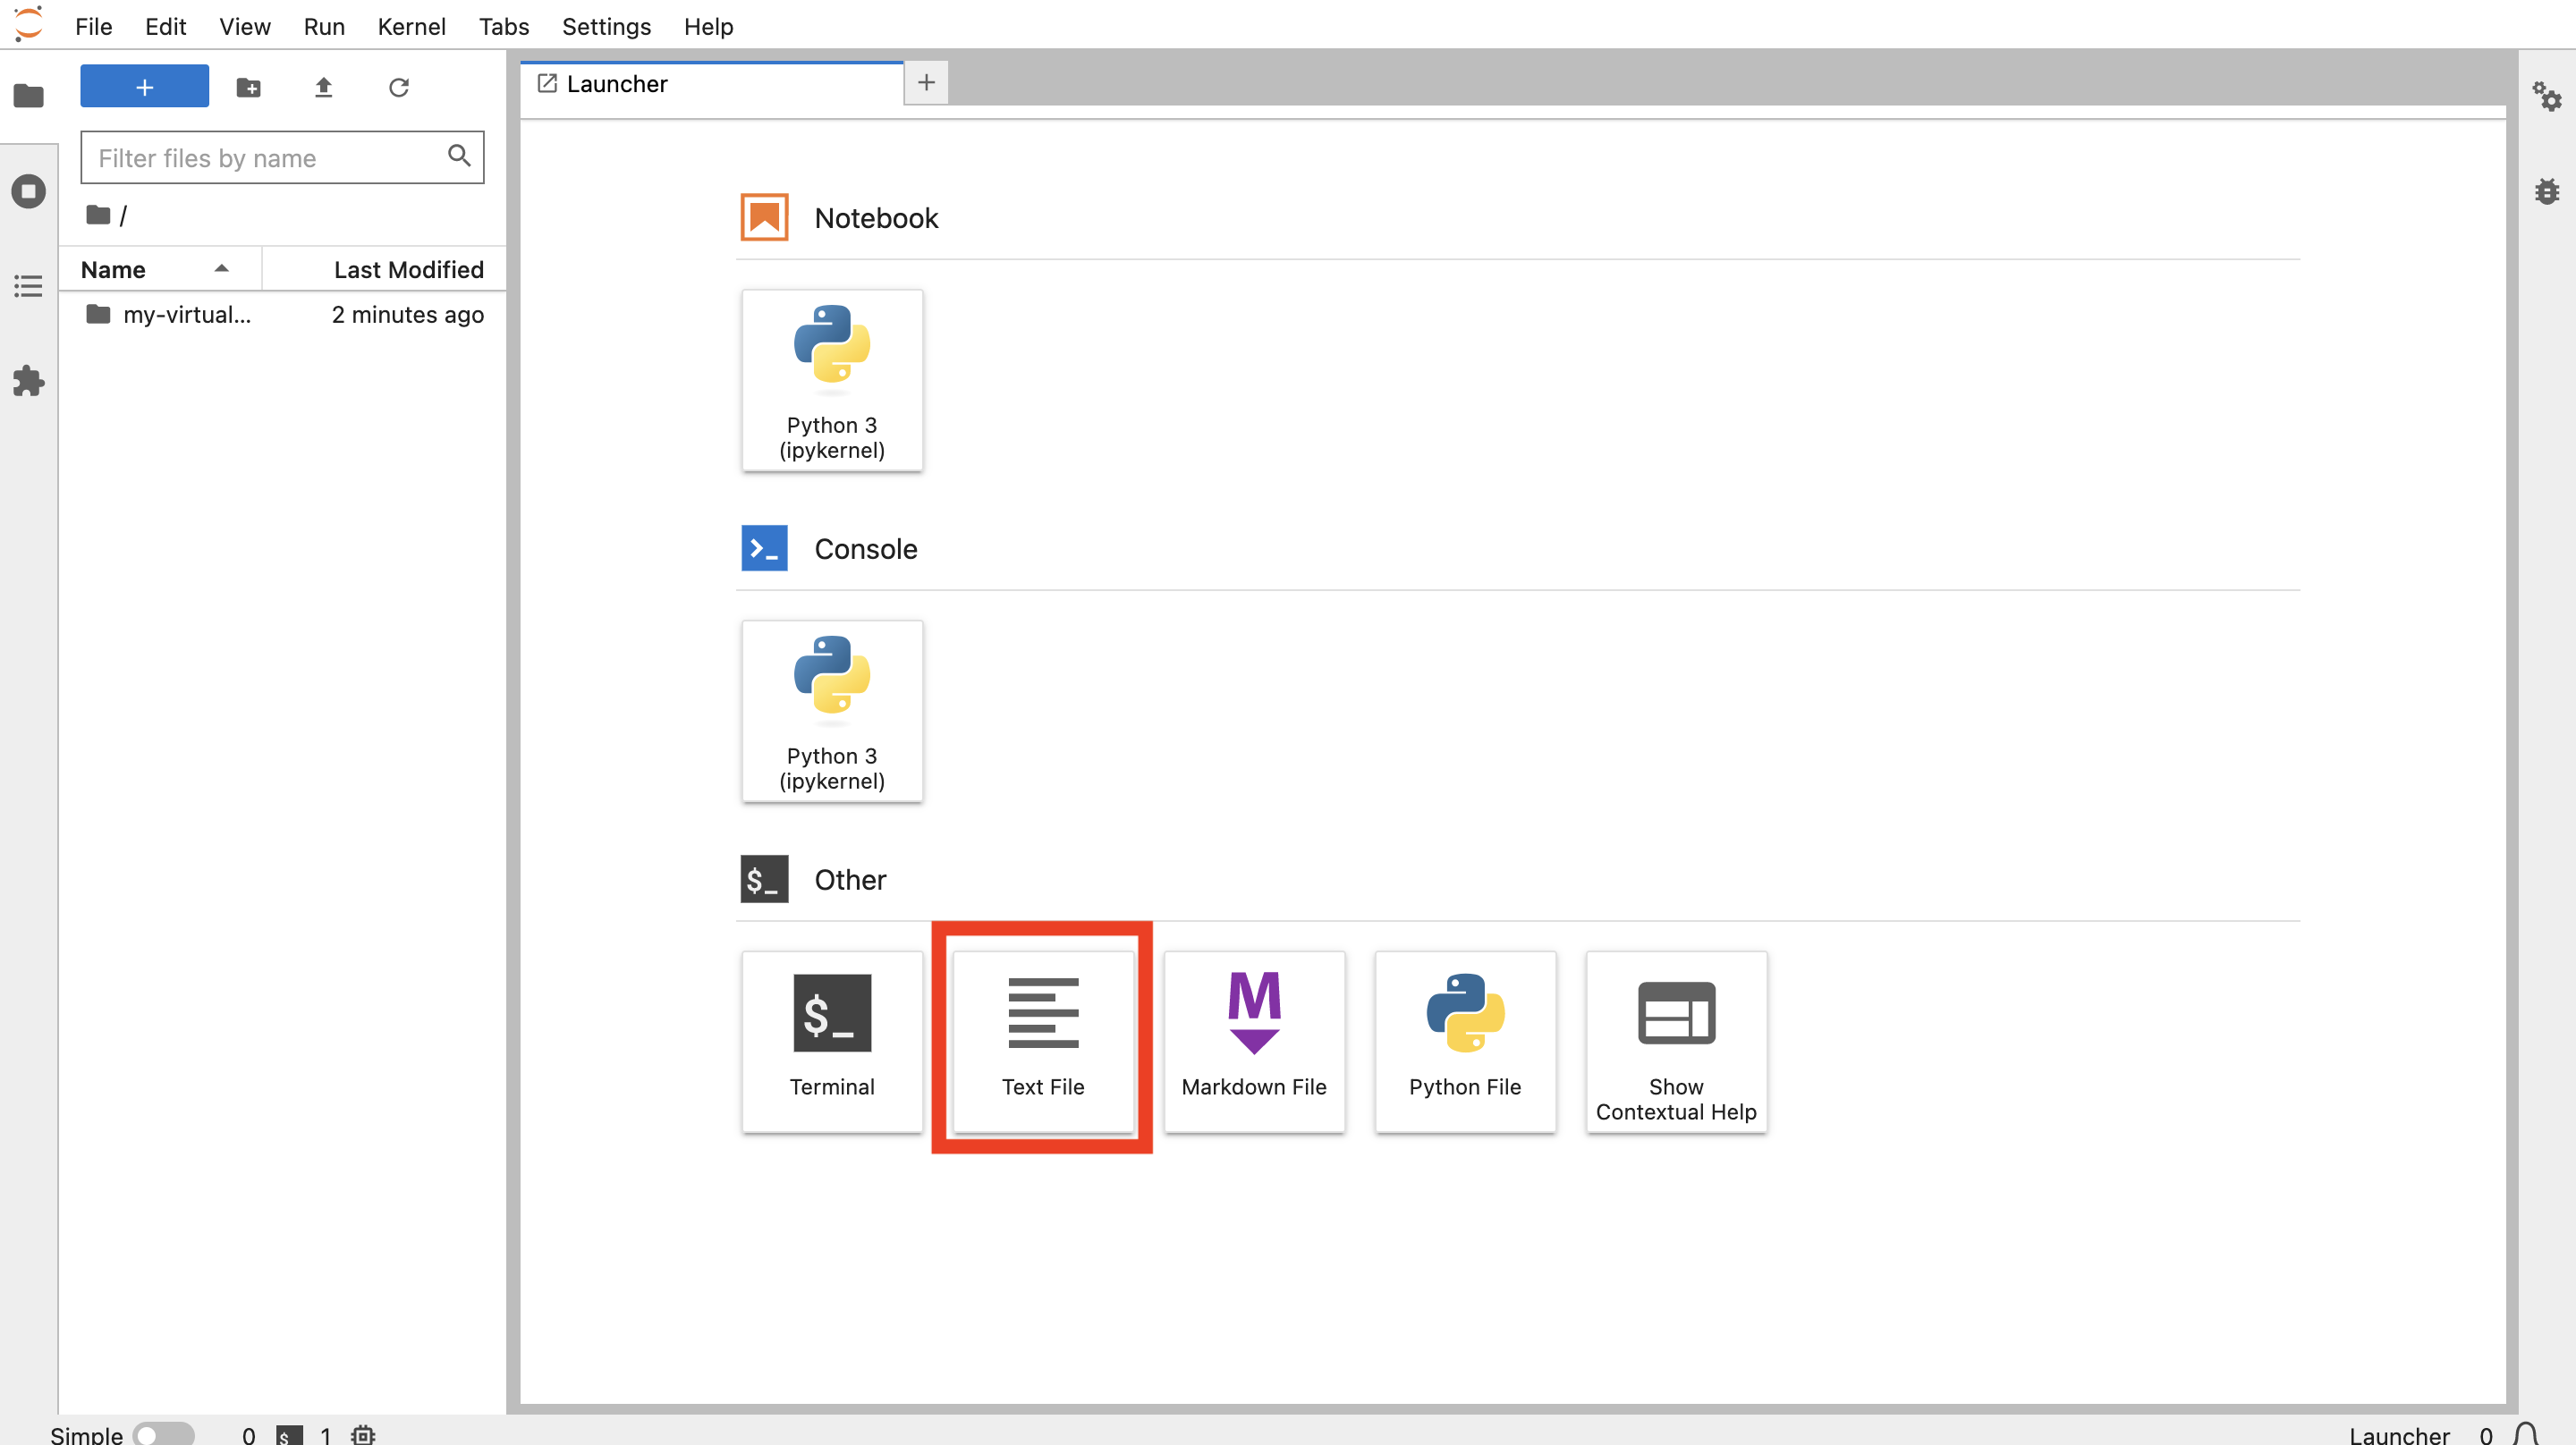 File Edit View Run Kernel Tabs Settings Help
+
Launcher
+
Filter files by name
/
Name Last Modified
my-virtual... 2 minutes ago
Notebook
Python 3
(ipykernel)
>_ Console
Python 3
(ipykernel)
$_ Other
$_
Terminal
Text File
M
Markdown File
Python File
Show
Contextual Help
Simple 0 $ 1 Launcher 0